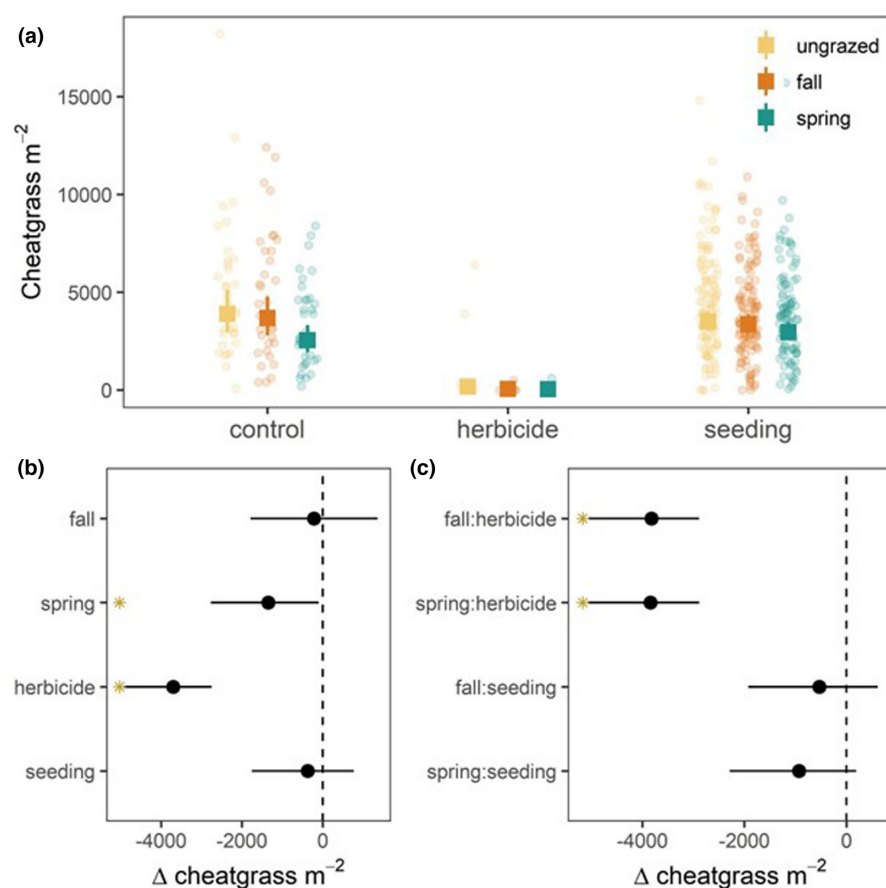 (a)
Cheatgrass m⁻²
15000
10000
5000
0
ungrazed
fall
spring
control herbicide seeding
(b)
fall
spring
herbicide
seeding
-4000 -2000 0
Δ cheatgrass m⁻²
(c)
fall:herbicide
spring:herbicide
fall:seeding
spring:seeding
-4000 -2000 0
Δ cheatgrass m⁻²